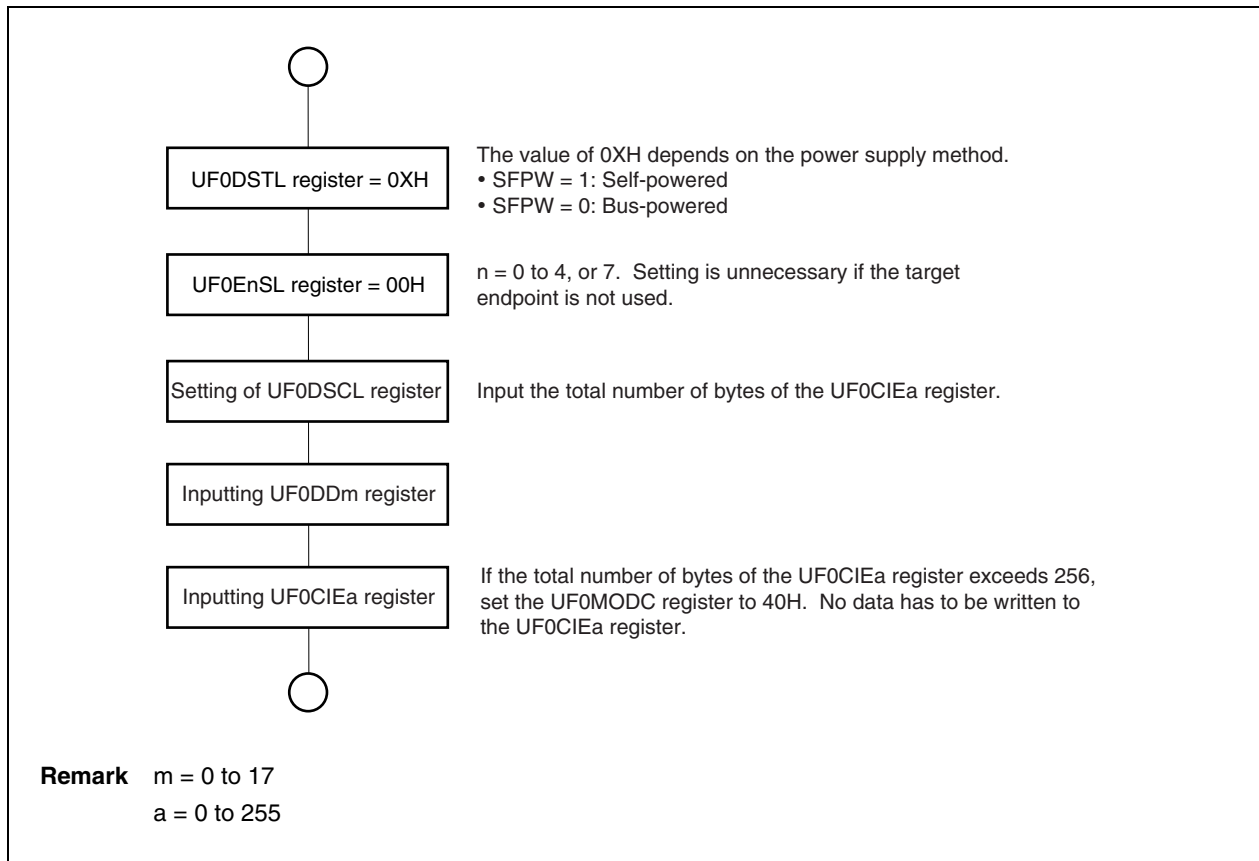 UF0DSTL register = 0XH
The value of 0XH depends on the power supply method.
• SFPW = 1: Self-powered
• SFPW = 0: Bus-powered
UF0EnSL register = 00H
n = 0 to 4, or 7.  Setting is unnecessary if the target
endpoint is not used.
Setting of UF0DSCL register
Input the total number of bytes of the UF0CIEa register.
Inputting UF0DDm register
Inputting UF0CIEa register
If the total number of bytes of the UF0CIEa register exceeds 256,
set the UF0MODC register to 40H.  No data has to be written to
the UF0CIEa register.
Remark m = 0 to 17
a = 0 to 255